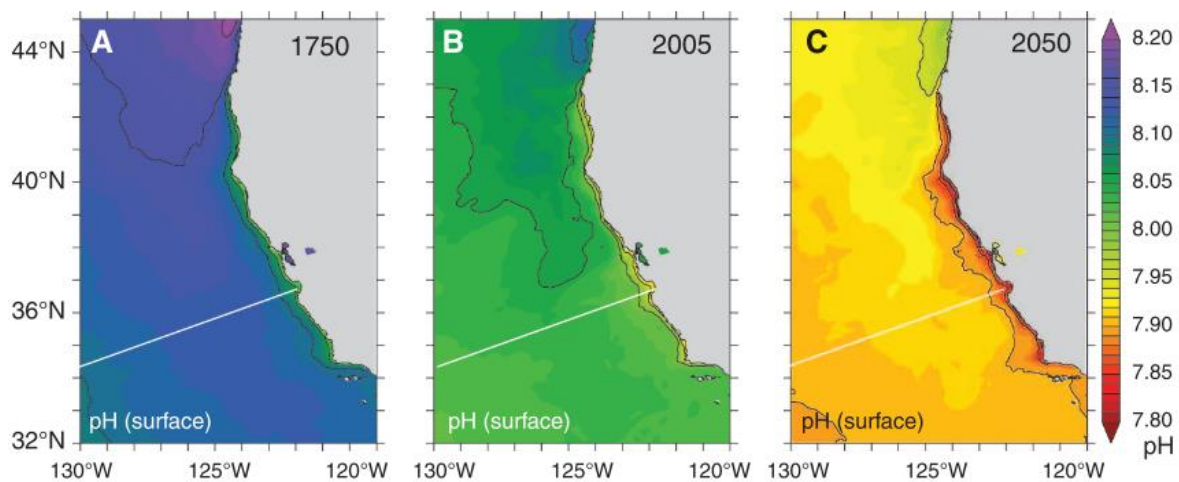 A
1750
B
2005
C
2050
44°N
40°N
36°N
32°N
pH (surface)
pH (surface)
pH (surface)
130°W
125°W
120°W
130°W
125°W
120°W
130°W
125°W
120°W
8.20
8.15
8.10
8.05
8.00
7.95
7.90
7.85
7.80
pH